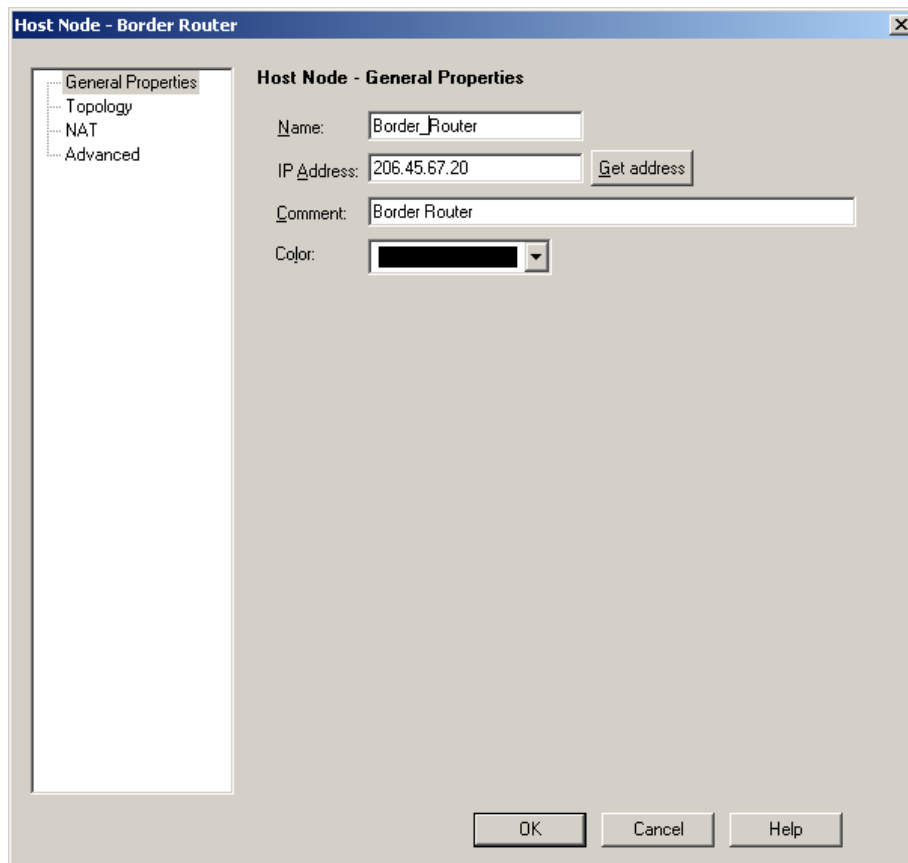 Host Node - Border Router
General Properties
Topology
NAT
Advanced
Host Node - General Properties
Name: Border_Router
IP Address: 206.45.67.20 Get address
Comment: Border Router
Color:
OK Cancel Help